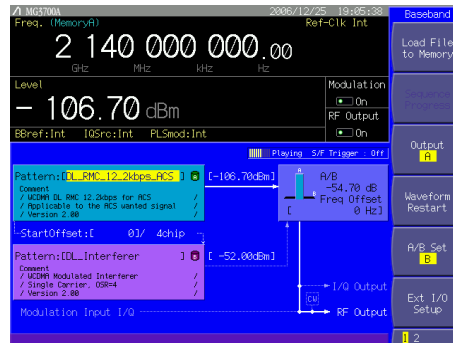 MG3700A 2006/12/25 19:05:38
Freq. (MemoryA) Ref-Clk Int
2 140 000 000.00
GHz MHz kHz Hz
Level
- 106.70 dBm
Modulation
On
RF Output
On
BBref:Int IQSrc:Int PLSmod:Int
Playing S/F Trigger : Off
Pattern:[DL_RMC_12_2kbps_ACS ] [-106.70dBm]
Comment
/ WCDMA DL RMC 12.2kbps for ACS /
/ Applicable to the ACS wanted signal /
/ Version 2.00 /
A
B
A/B
-54.70 dB
Freq Offset
[ 0 Hz]
StartOffset:[ 0]/ 4chip
Pattern:[DL_Interferer ] [ -52.00dBm]
Comment
/ WCDMA Modulated Interferer /
/ Single Carrier, OSR=4 /
/ Version 2.00 /
CW
I/Q Output
Modulation Input I/Q
RF Output
Baseband
Load File
to Memory
Sequence
Progress
Output
A
Waveform
Restart
A/B Set
B
Ext I/O
Setup
1 2